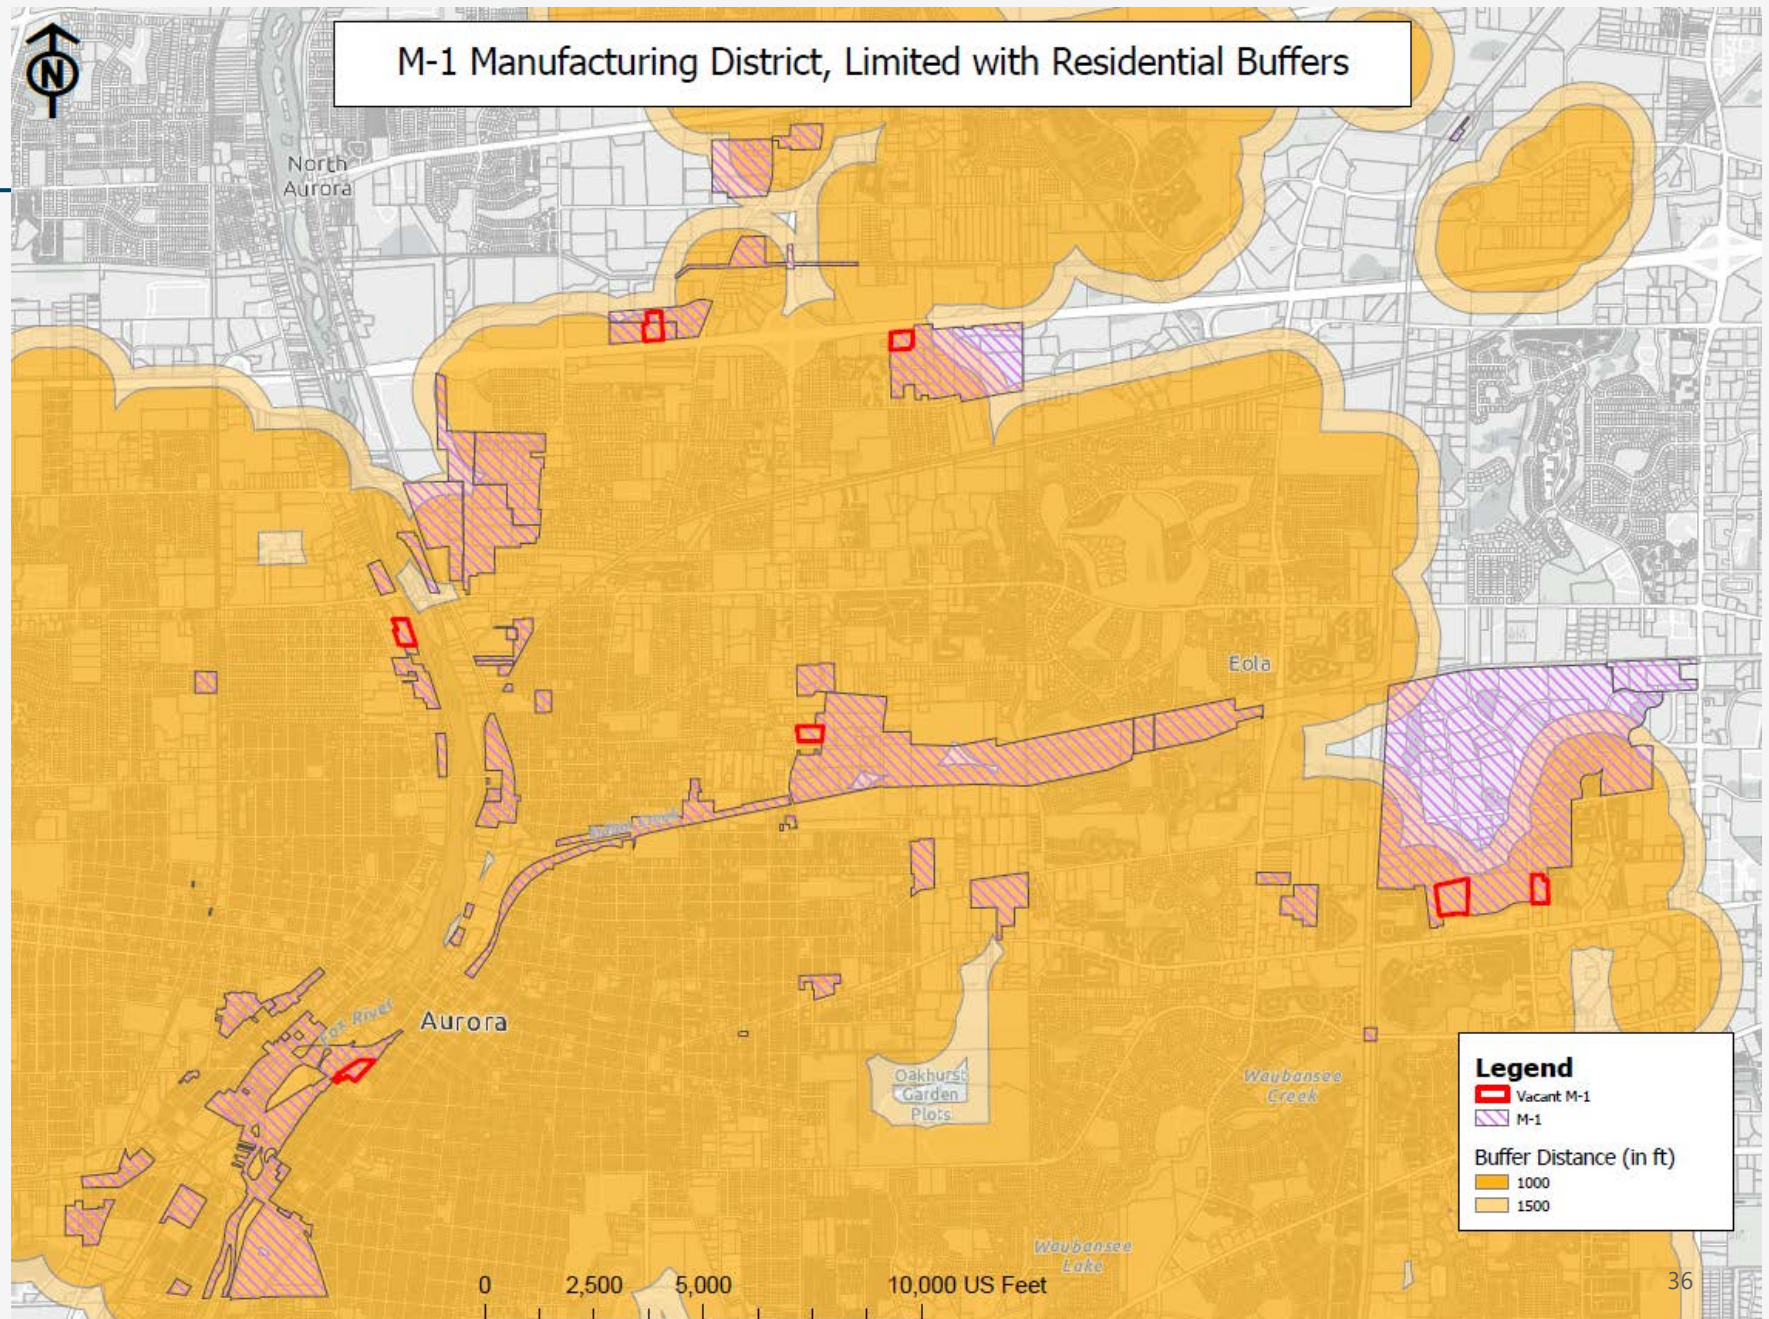 N
M-1 Manufacturing District, Limited with Residential Buffers
North
Aurora
Eola
Fox River
Aurora
Oakhurst
Garden
Plots
Waubansee
Creek
Waubansee
Lake
Legend
Vacant M-1
M-1
Buffer Distance (in ft)
1000
1500
0 2,500 5,000 10,000 US Feet
36